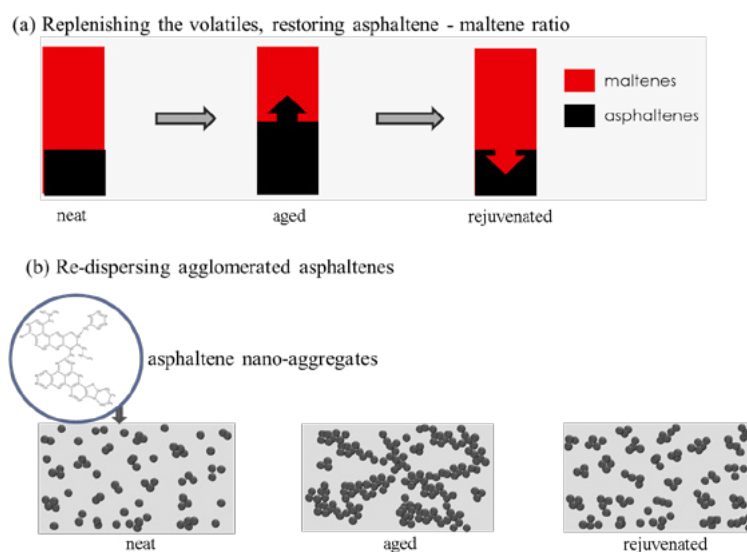 (a) Replenishing the volatiles, restoring asphaltene - maltene ratio
maltenes
asphaltenes
neat
aged
rejuvenated
(b) Re-dispersing agglomerated asphaltenes
asphaltene nano-aggregates
neat
aged
rejuvenated